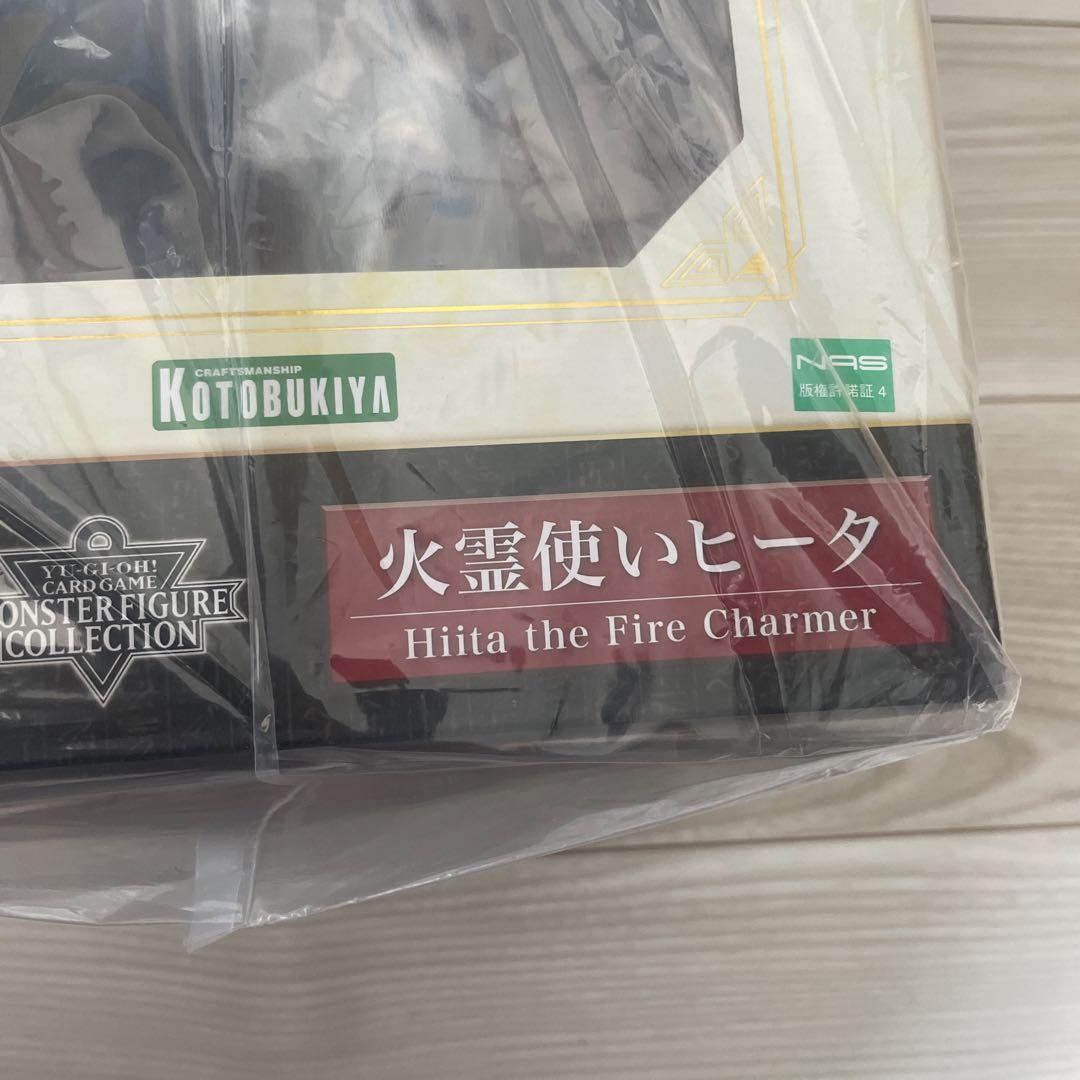 CRAFTSMANSHIP
KOTOBUKIYA
NAS
版権許諾証 4
YU-GI-OH!
CARD GAME
ONSTER FIGURE
COLLECTION
火霊使いヒータ
Hiita the Fire Charmer